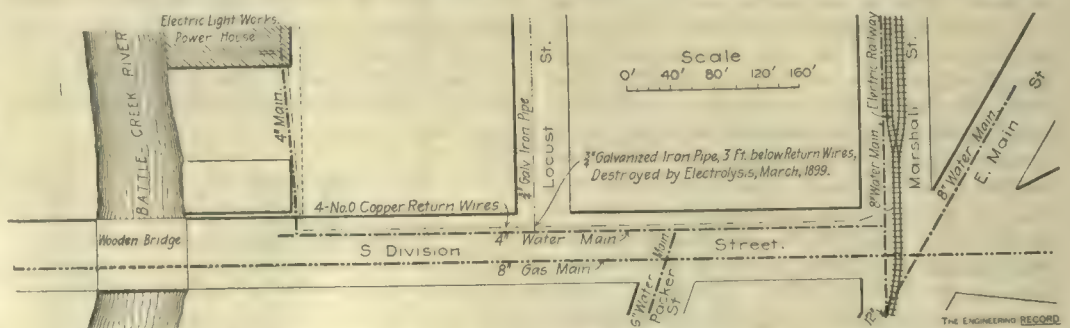 Electric Light Works.
Power House
BATTLE CREEK RIVER
4" Main.
Wooden Bridge
4-No.0 Copper Return Wires
S Division
Street.
4" Water Main
8" Gas Main
¾" Galv. Iron Pipe
Locust St.
Scale
0' 40' 80' 120' 160'
¾" Galvanized Iron Pipe, 3 Ft. below Return Wires,
Destroyed by Electrolysis, March, 1899.
6" Water Main
Packer
St
8" Water Main
Electric Railway
Marshall St.
8" Water Main
E. Main St
12"
THE ENGINEERING RECORD